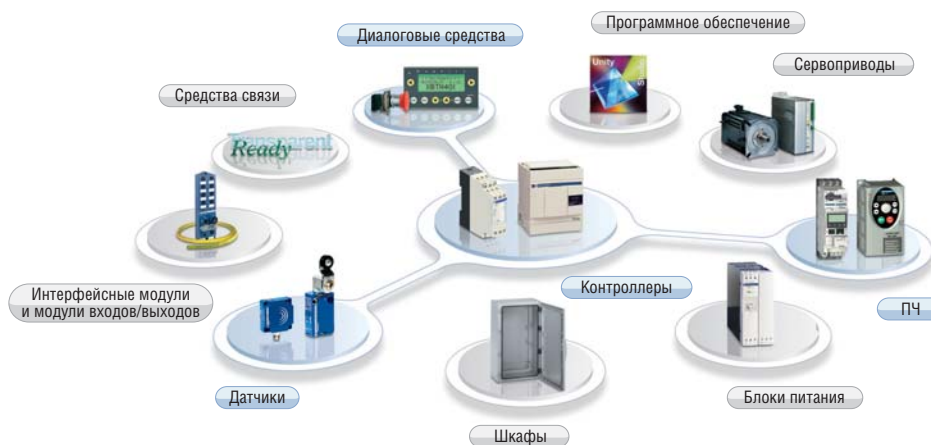 Программное обеспечение
Диалоговые средства
Сервоприводы
Средства связи
Unity
Transparent
Ready
Контроллеры
Интерфейсные модули
и модули входов/выходов
ПЧ
Датчики
Блоки питания
Шкафы